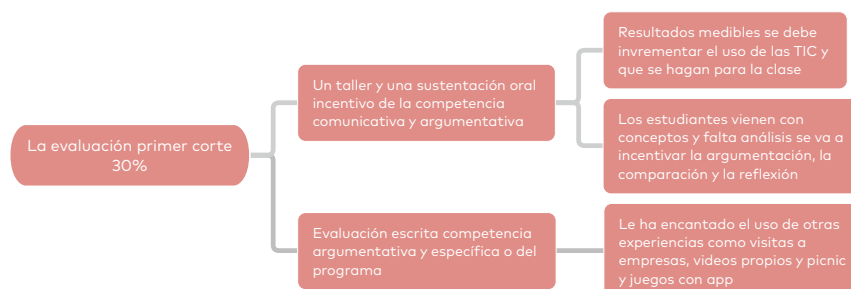 La evaluación primer corte
30%
Un taller y una sustentación oral
incentivo de la competencia
comunicativa y argumentativa
Resultados medibles se debe
invrementar el uso de las TIC y
que se hagan para la clase
Los estudiantes vienen con
conceptos y falta análisis se va a
incentivar la argumentación, la
comparación y la reflexión
Evaluación escrita competencia
argumentativa y específica o del
programa
Le ha encantado el uso de otras
experiencias como visitas a
empresas, videos propios y picnic
y juegos con app